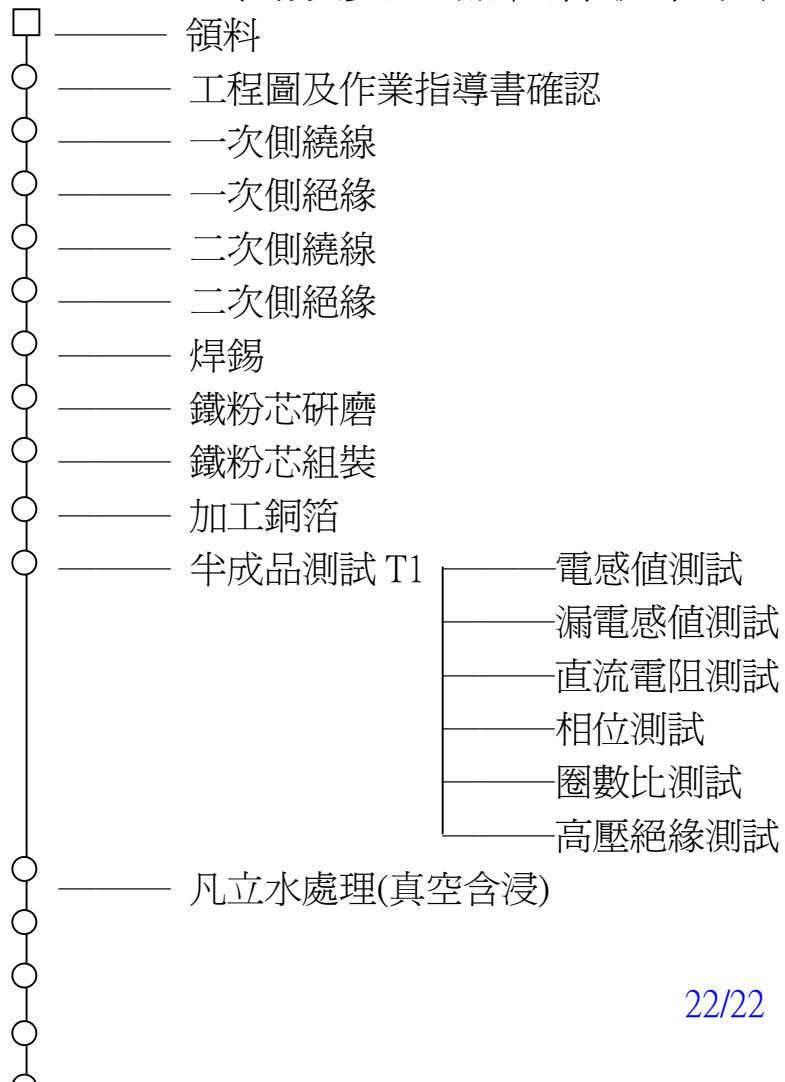 領料
工程圖及作業指導書確認
一次側繞線
一次側絕緣
二次側繞線
二次側絕緣
焊錫
鐵粉芯研磨
鐵粉芯組裝
加工銅箔
半成品測試 T1
電感值測試
漏電感值測試
直流電阻測試
相位測試
圈數比測試
高壓絕緣測試
凡立水處理(真空含浸)
22/22